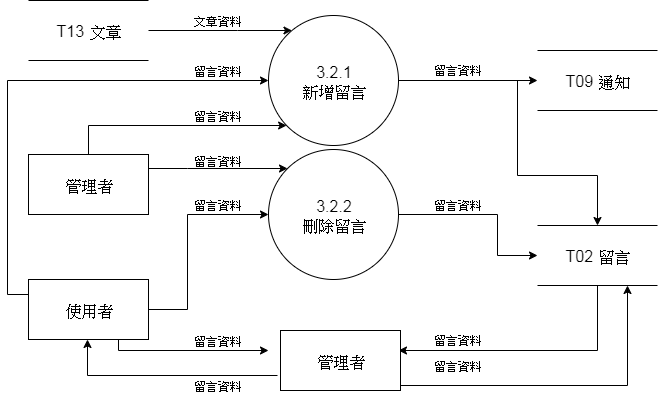 文章資料
T13 文章
留言資料
3.2.1
新增留言
留言資料
T09 通知
留言資料
留言資料
管理者
留言資料
3.2.2
刪除留言
留言資料
T02 留言
使用者
留言資料
管理者
留言資料
留言資料
留言資料